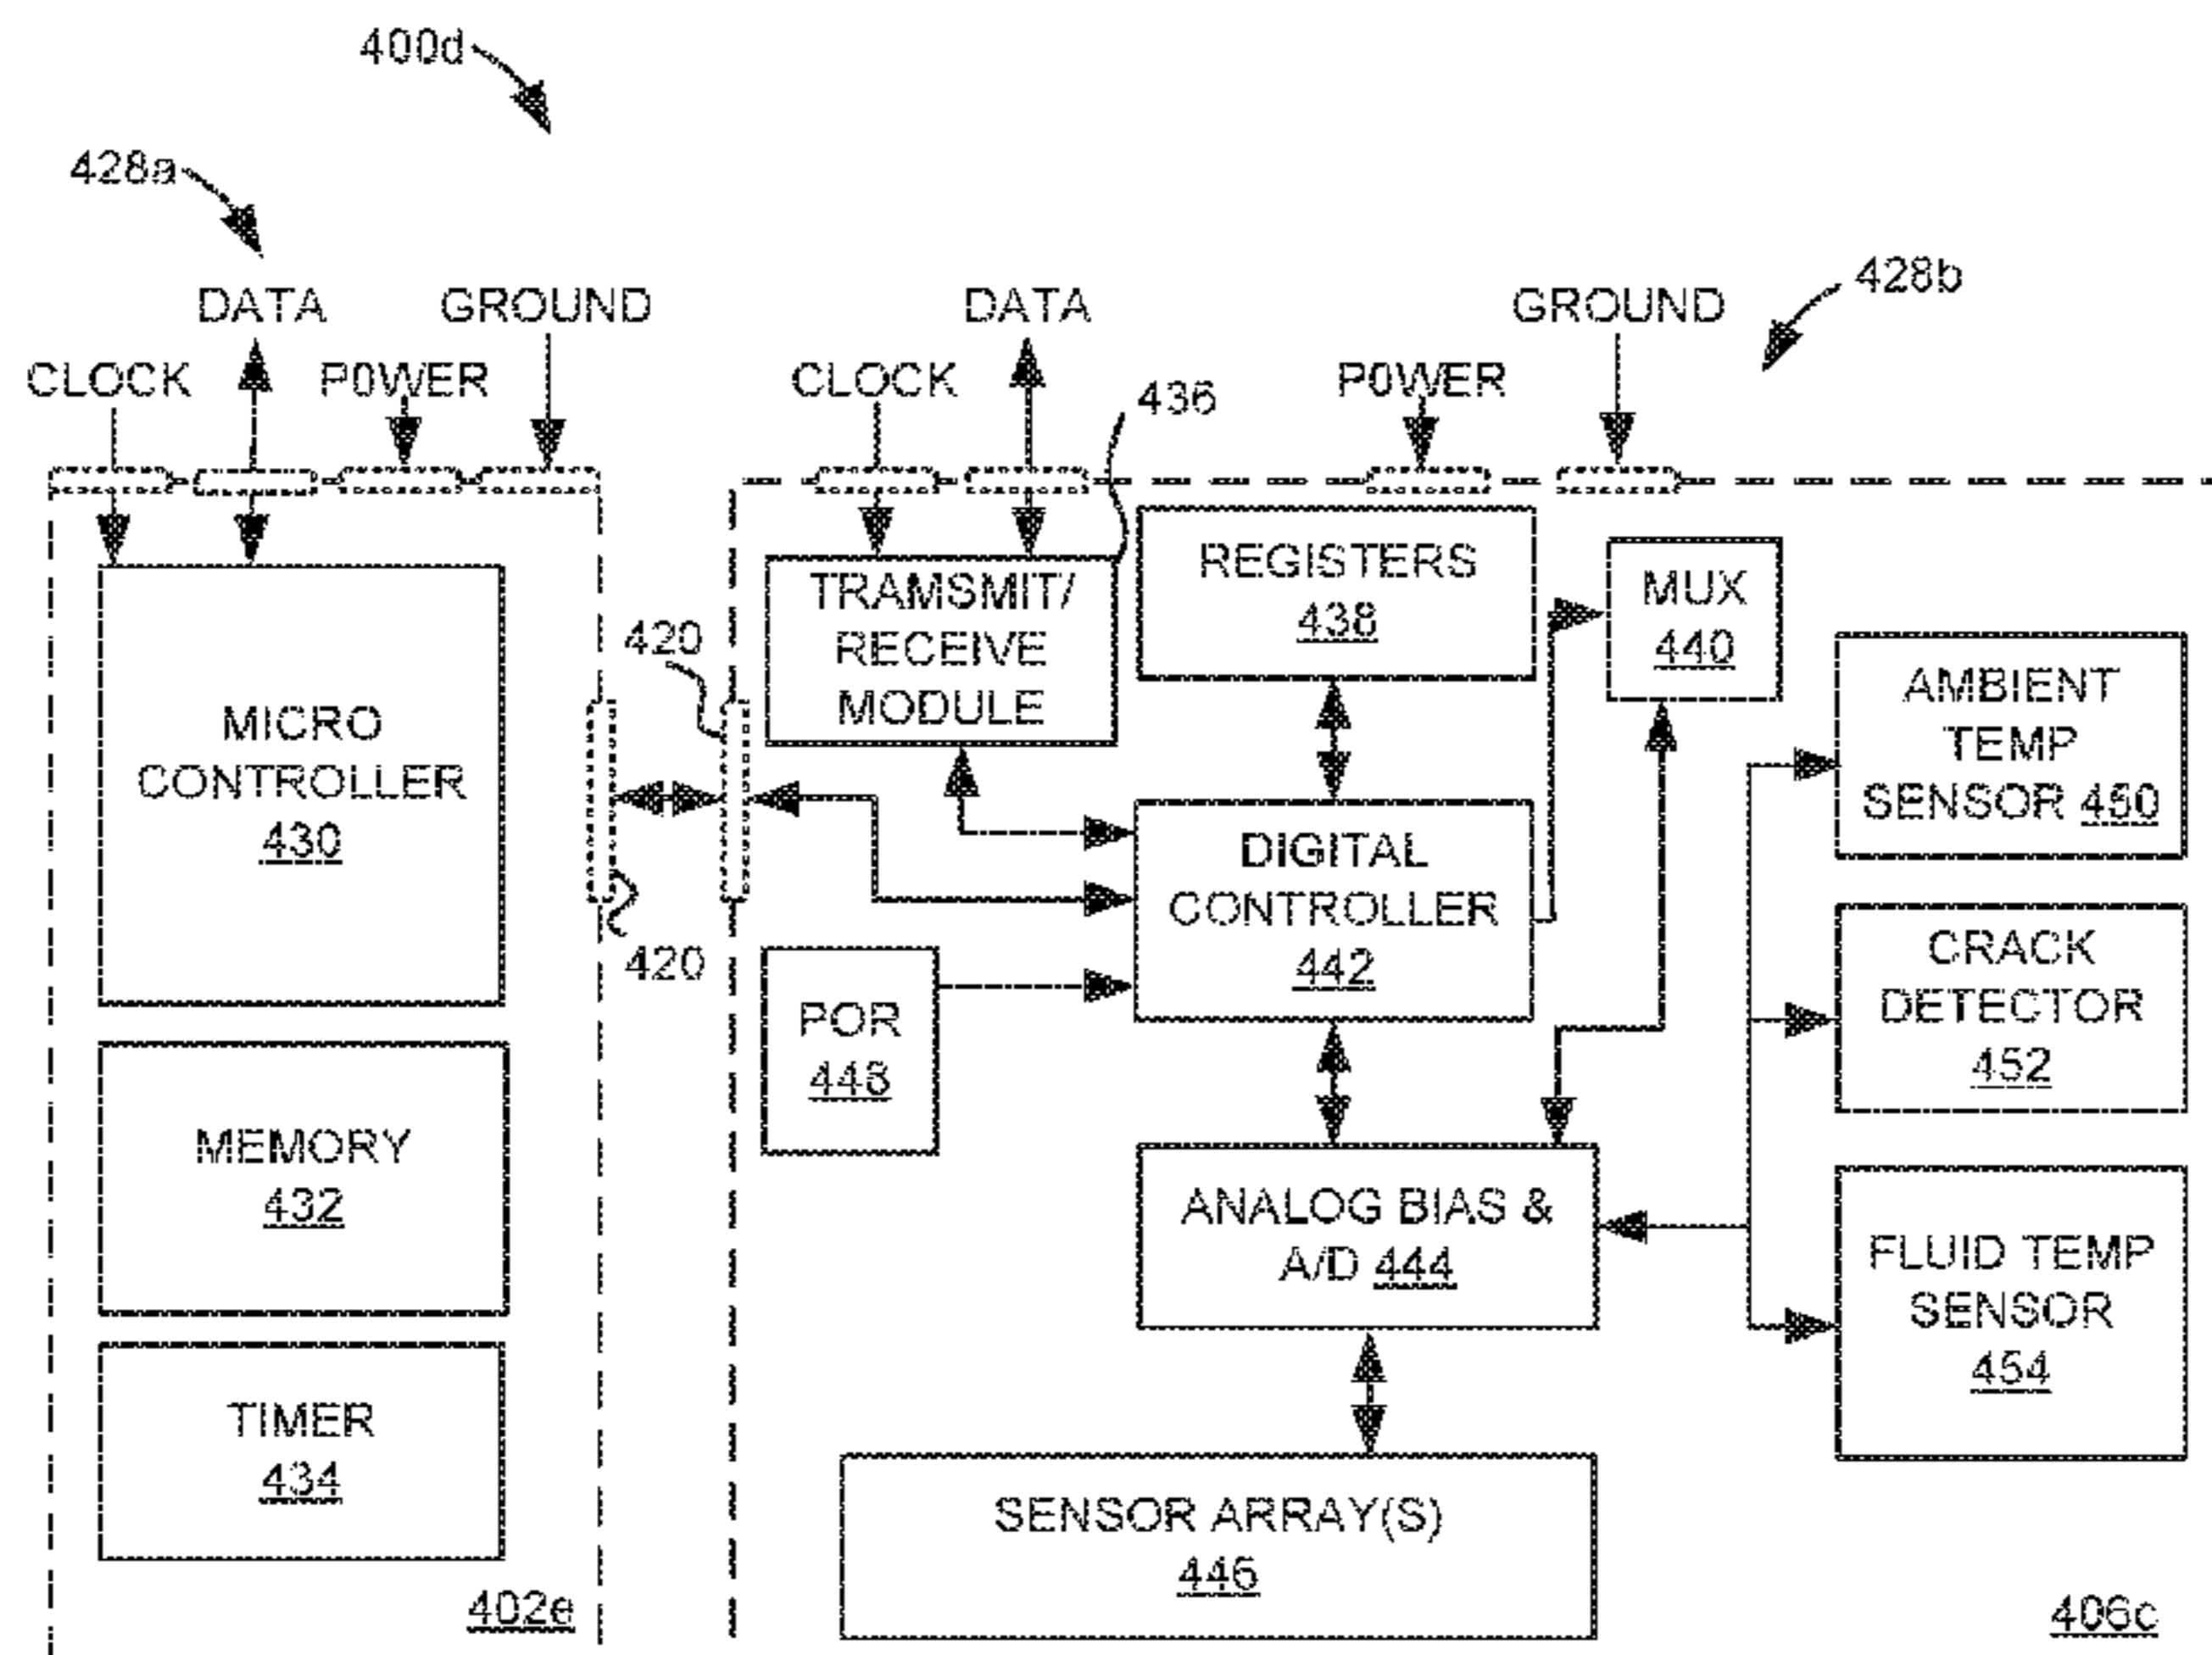 400d
428a
428b
DATA
GROUND
DATA
GROUND
CLOCK
P0WER
CLOCK
P0WER
436
TRAMSMIT/
RECEIVE
MODULE
REGISTERS
438
MUX
440
420
AMBIENT
TEMP
SENSOR 450
MICRO
CONTROLLER
430
DIGITAL
CONTROLLER
442
420
CRACK
DETECTOR
452
POR
448
MEMORY
432
ANALOG BIAS &
A/D 444
FLUID TEMP
SENSOR
454
TIMER
434
SENSOR ARRAY(S)
446
402e
406c